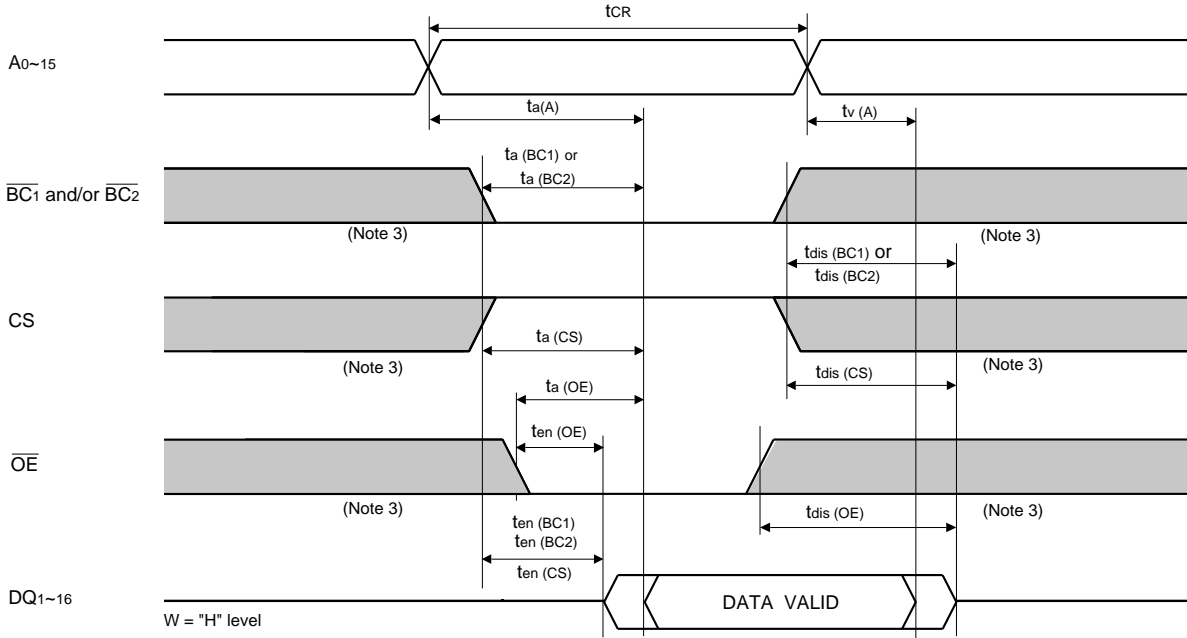 tCR
A0~15
ta(A)
tv (A)
ta (BC1) or
ta (BC2)
BC1 and/or BC2
(Note 3)
(Note 3)
tdis (BC1) or
tdis (BC2)
CS
ta (CS)
(Note 3)
(Note 3)
tdis (CS)
ta (OE)
ten (OE)
OE
(Note 3)
tdis (OE)
(Note 3)
ten (BC1)
ten (BC2)
ten (CS)
DQ1~16
DATA VALID
W = "H" level